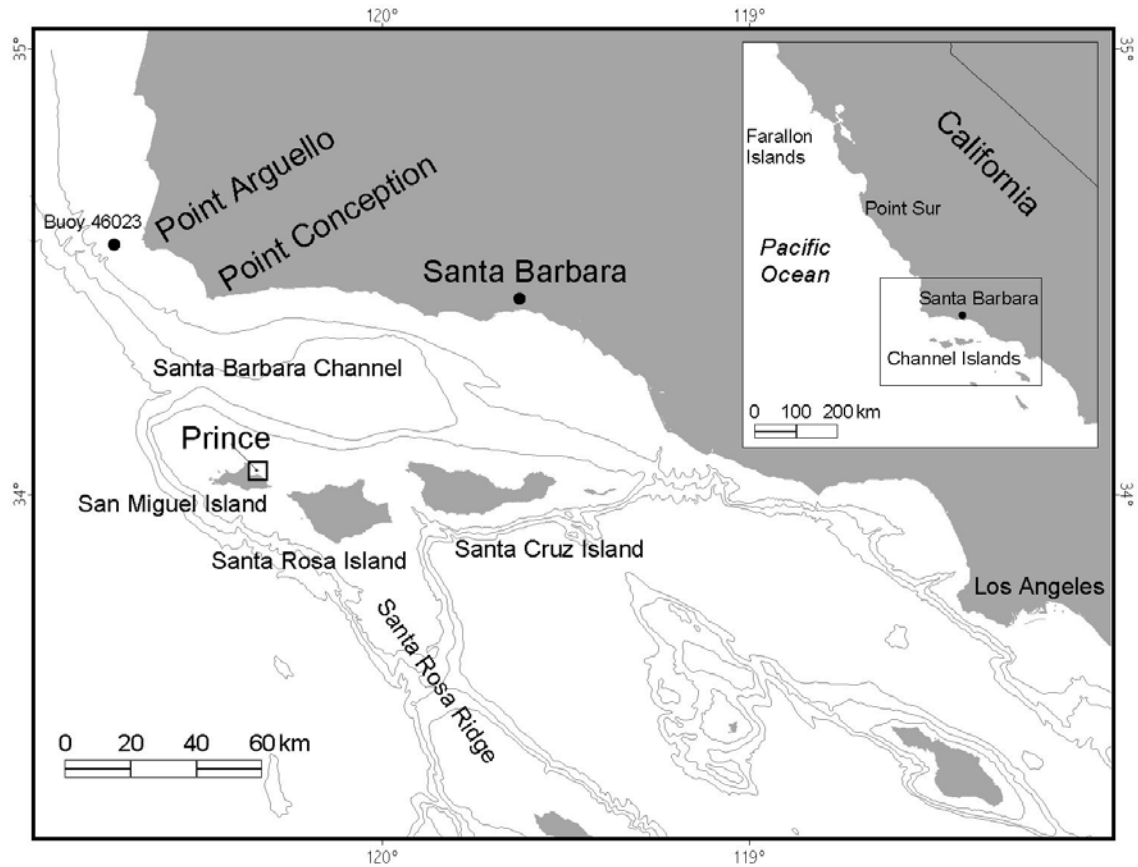 120°
119°
35°
35°
Point Arguello
Point Conception
Buoy 46023
Santa Barbara
Santa Barbara Channel
Prince
San Miguel Island
Santa Rosa Island
Santa Cruz Island
Santa Rosa Ridge
Los Angeles
34°
34°
0 20 40 60 km
120°
119°
California
Farallon
Islands
Point Sur
Pacific
Ocean
Santa Barbara
Channel Islands
0 100 200 km